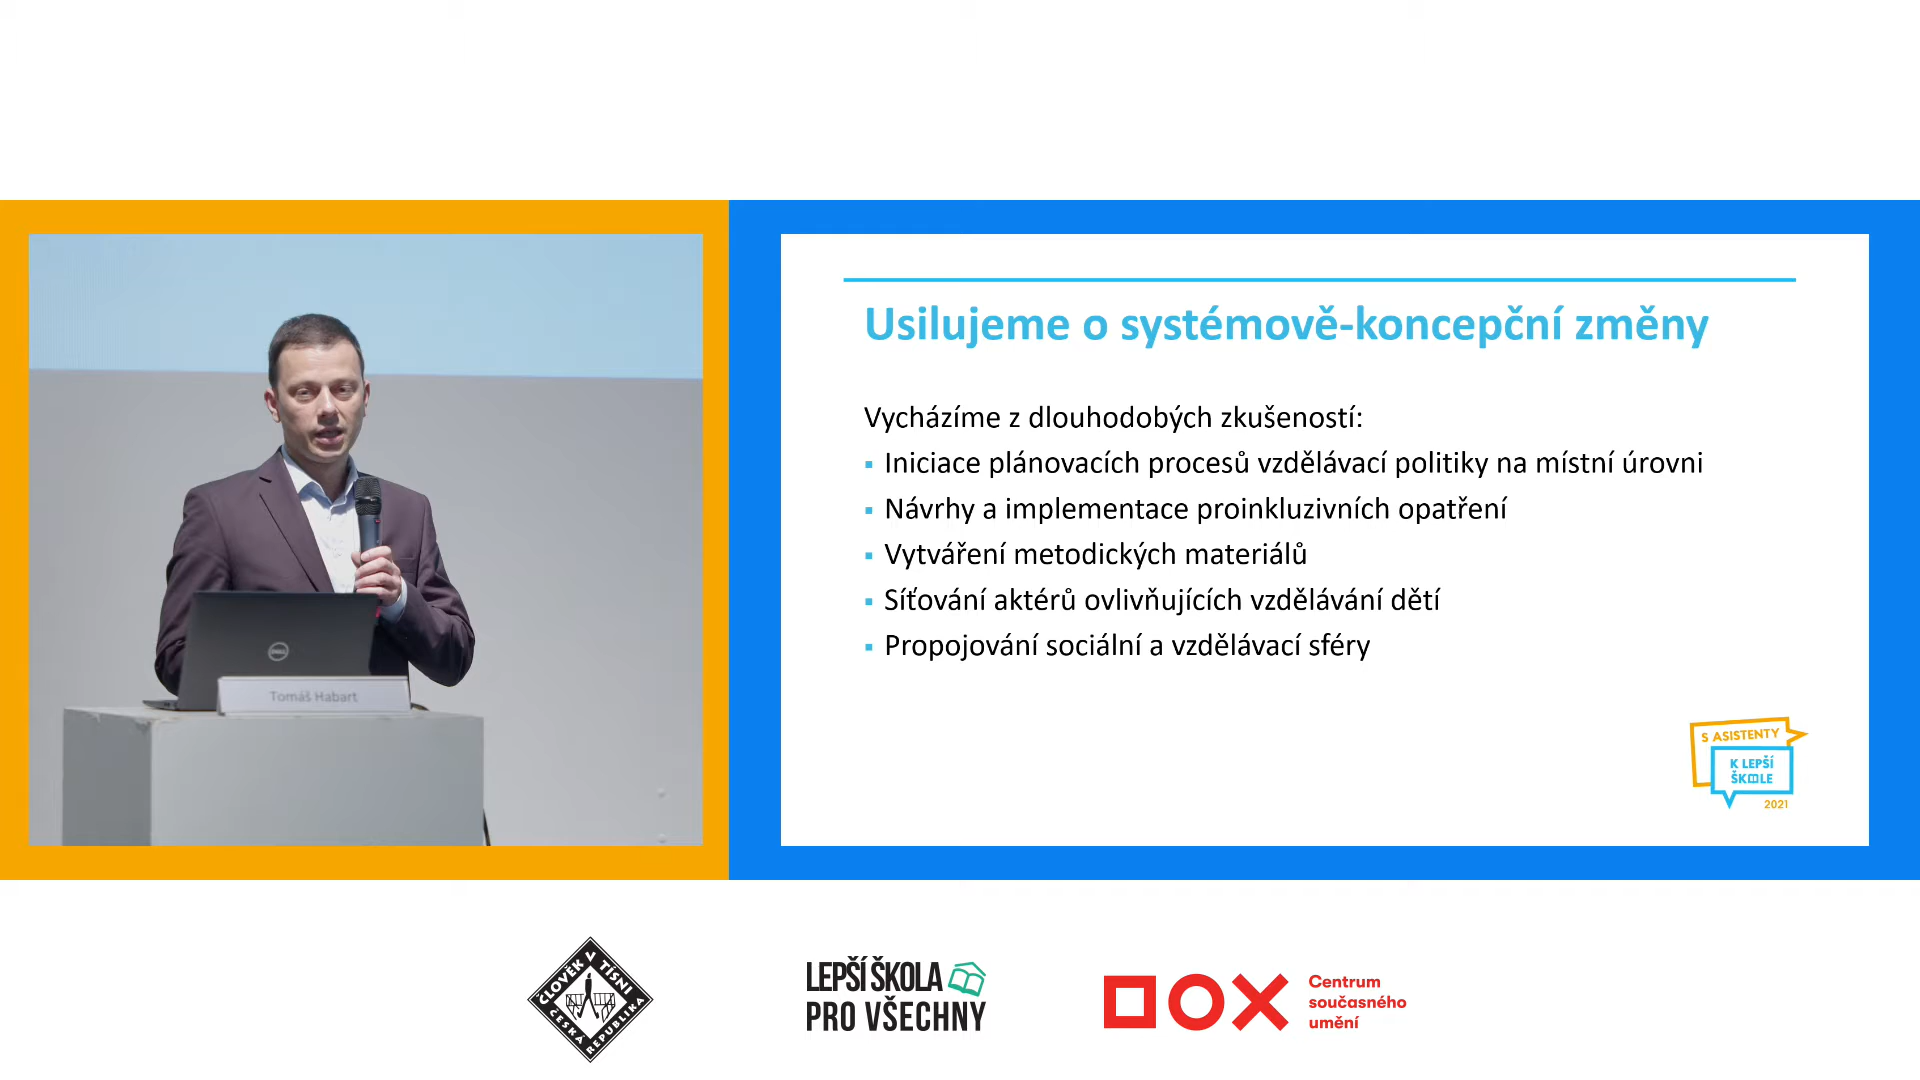 Usilujeme o systémově-koncepční změny
Vycházíme z dlouhodobých zkušeností:
▪ Iniciace plánovacích procesů vzdělávací politiky na místní úrovni
▪ Návrhy a implementace proinkluzivních opatření
▪ Vytváření metodických materiálů
▪ Síťování aktérů ovlivňujících vzdělávání dětí
▪ Propojování sociální a vzdělávací sféry
DELL
Tomáš Habart
S ASISTENTY
K LEPŠÍ
ŠKOLE
2021
ČLOVĚK V TÍSNI
ČESKÁ REPUBLIKA
LEPŠÍ ŠKOLA
PRO VŠECHNY
DOX
Centrum
současného
umění